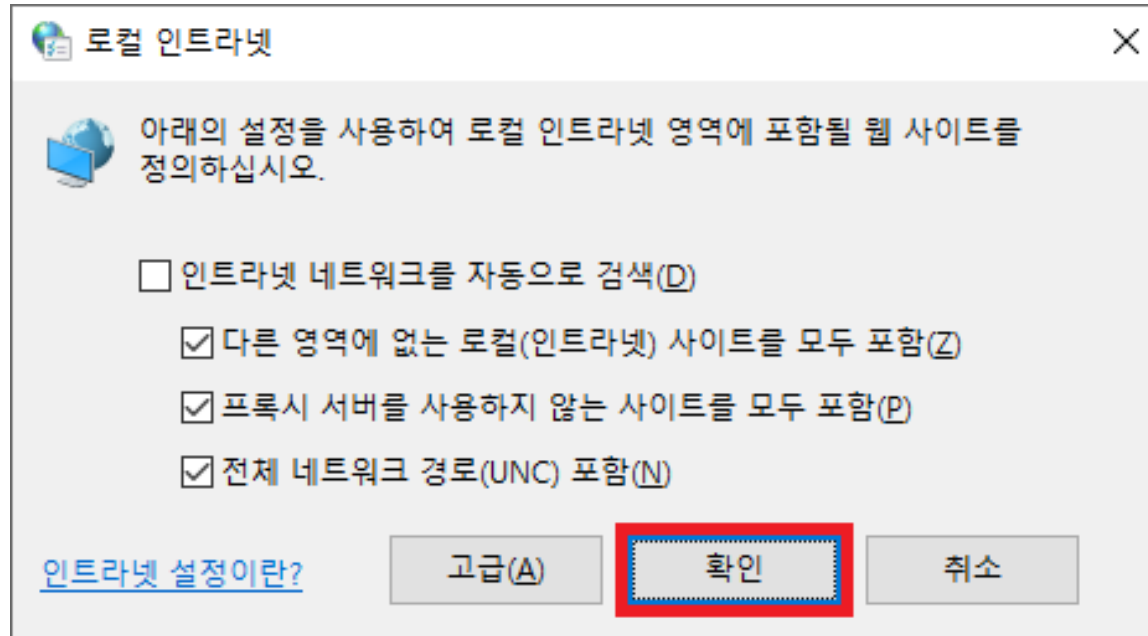 로컬 인트라넷
아래의 설정을 사용하여 로컬 인트라넷 영역에 포함될 웹 사이트를
정의하십시오.
인트라넷 네트워크를 자동으로 검색(D)
다른 영역에 없는 로컬(인트라넷) 사이트를 모두 포함(Z)
프록시 서버를 사용하지 않는 사이트를 모두 포함(P)
전체 네트워크 경로(UNC) 포함(N)
인트라넷 설정이란? 고급(A) 확인 취소